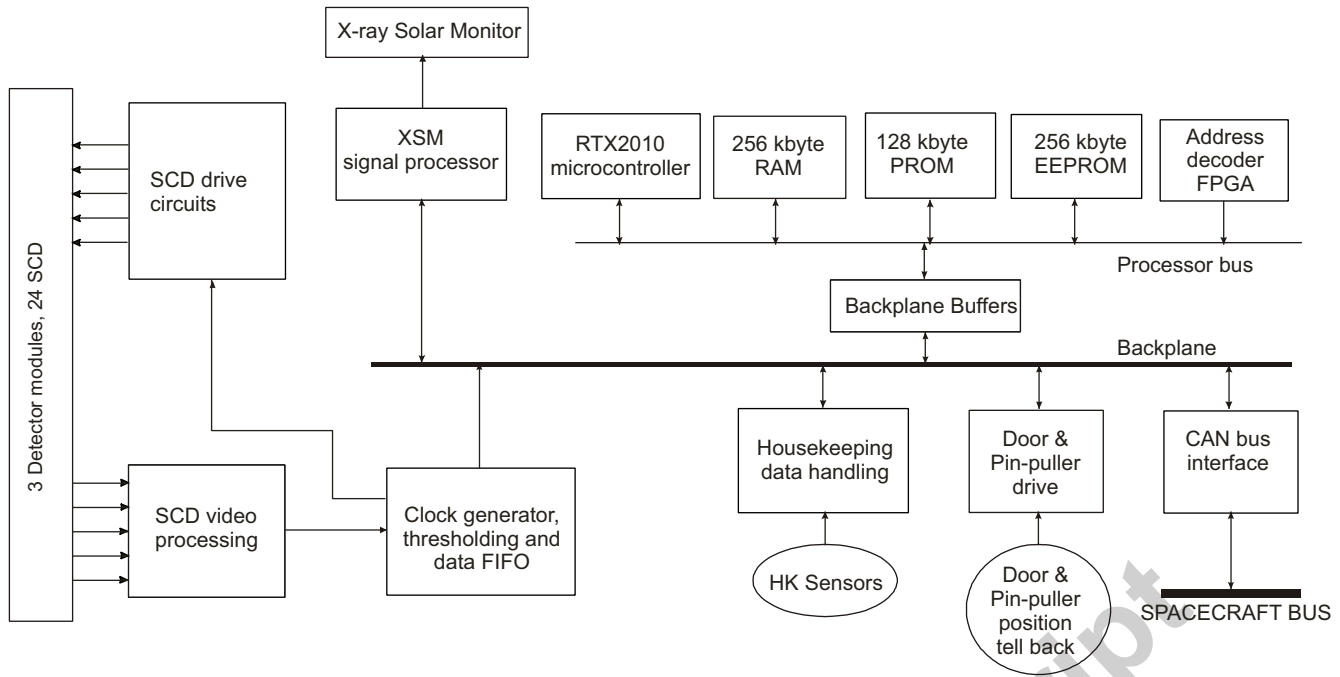 X-ray Solar Monitor
XSM
signal processor
RTX2010
microcontroller
256 kbyte
RAM
128 kbyte
PROM
256 kbyte
EEPROM
Address
decoder
FPGA
SCD drive
circuits
3 Detector modules, 24 SCD
Processor bus
Backplane Buffers
Backplane
Housekeeping
data handling
Door &
Pin-puller
drive
CAN bus
interface
SCD video
processing
Clock generator,
thresholding and
data FIFO
HK Sensors
Door &
Pin-puller
position
tell back
SPACECRAFT BUS